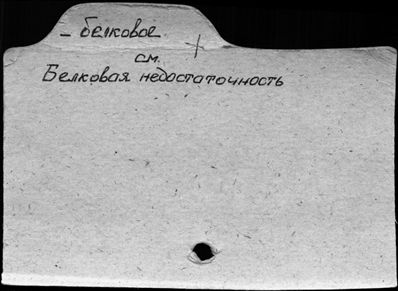 – белковое
см.
Белковая недостаточность